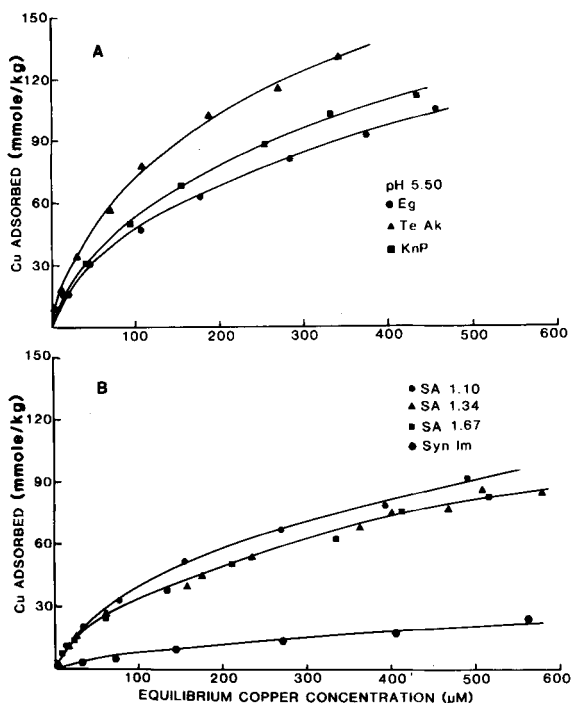 150
A
120
90
60
30
Cu ADSORBED (mmole/kg)
pH 5.50
Eg
Te Ak
KnP
0 100 200 300 400 500 600
150
B
120
90
60
30
Cu ADSORBED (mmole/kg)
SA 1.10
SA 1.34
SA 1.67
Syn Im
0 100 200 300 400 500 600
EQUILIBRIUM COPPER CONCENTRATION (μM)